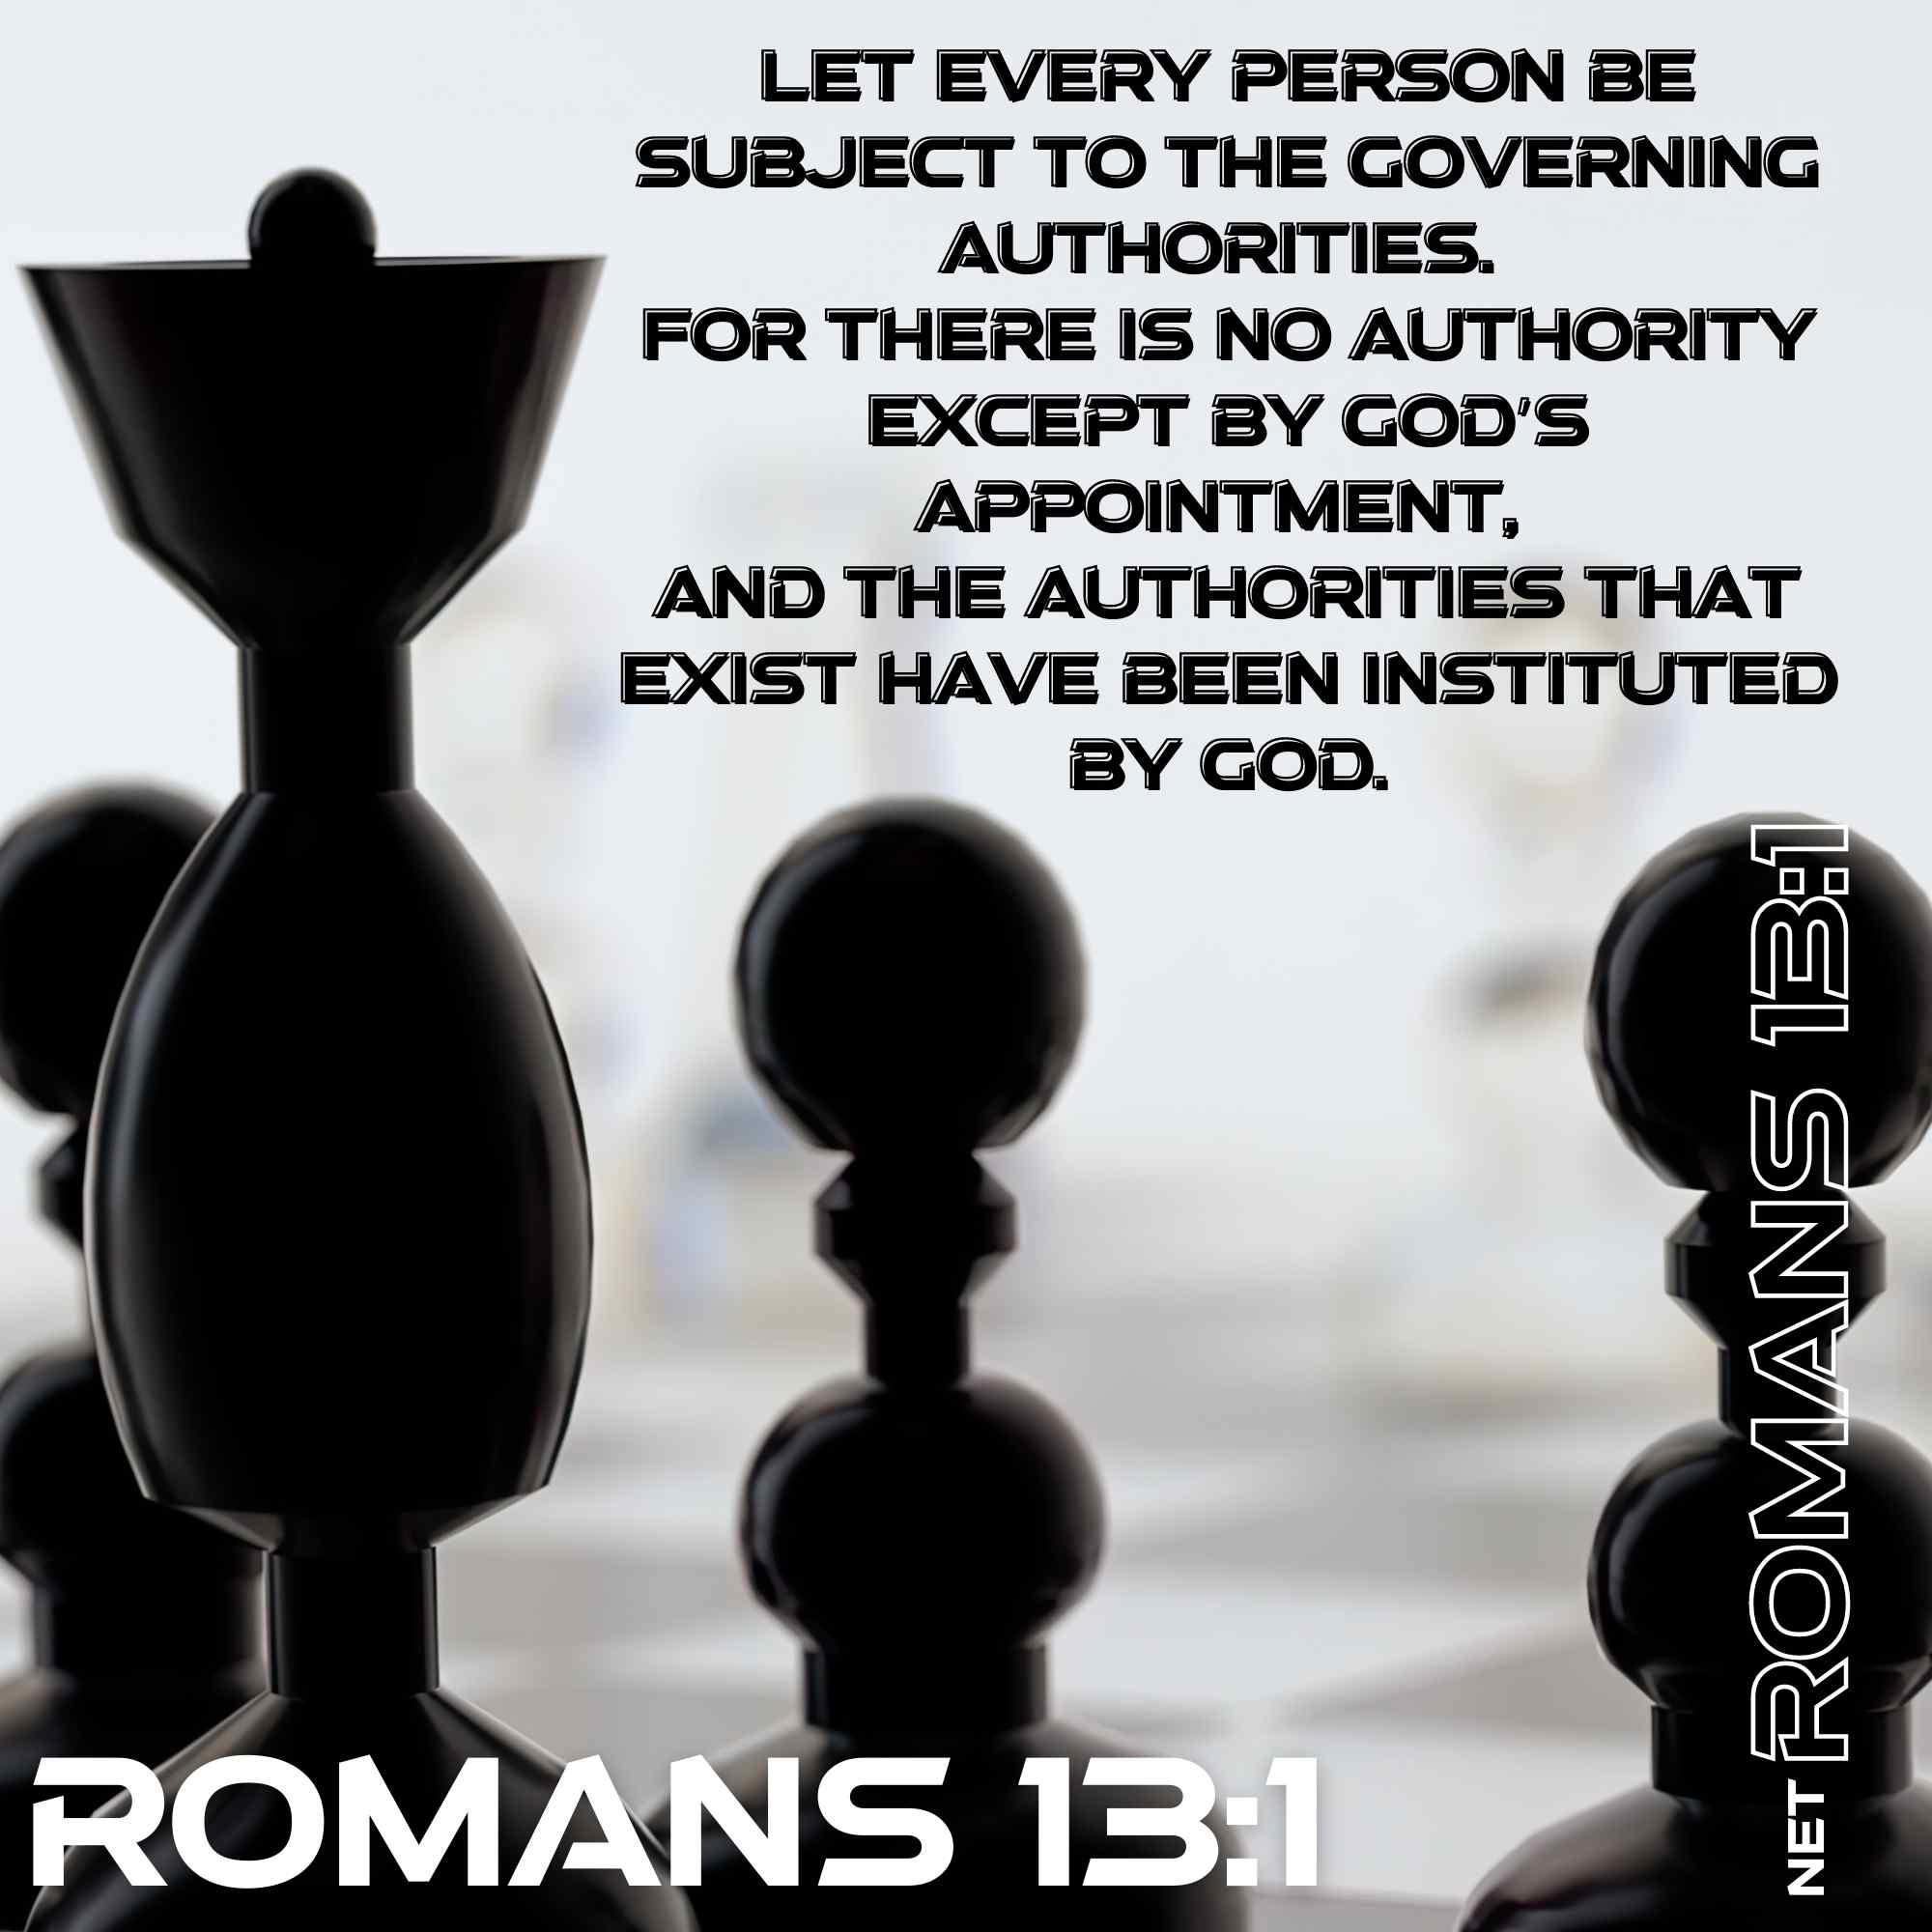 LET EVERY PERSON BE
SUBJECT TO THE GOVERNING
AUTHORITIES.
FOR THERE IS NO AUTHORITY
EXCEPT BY GOD'S
APPOINTMENT,
AND THE AUTHORITIES THAT
EXIST HAVE BEEN INSTITUTED
BY GOD.
ROMANS 13:1
NET ROMANS 13:1